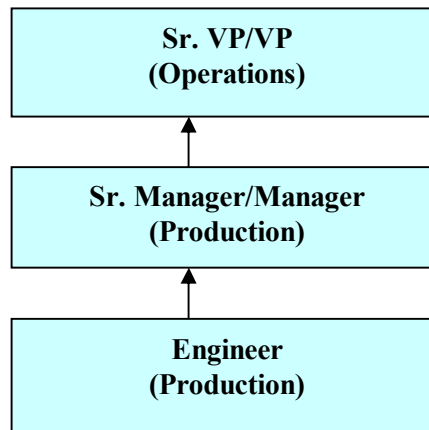 Sr. VP/VP
(Operations)
Sr. Manager/Manager
(Production)
Engineer
(Production)